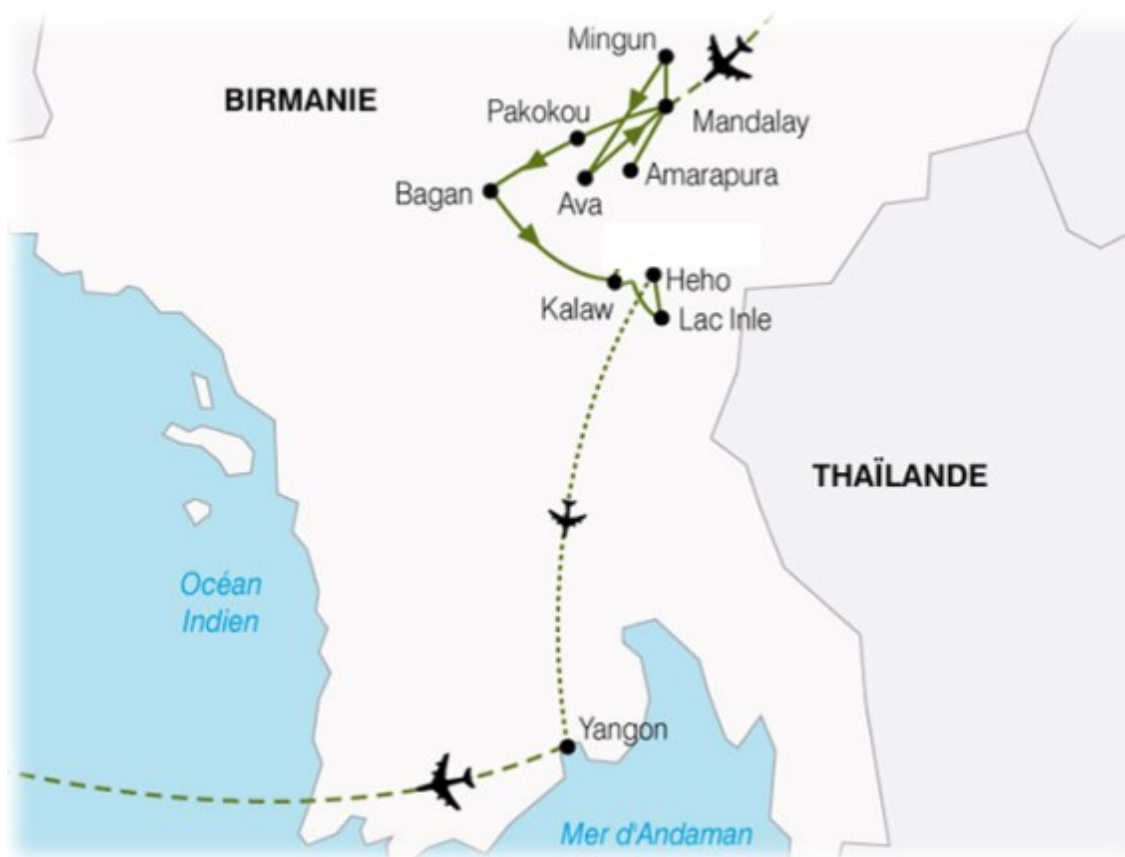 Mingun
BIRMANIE
Pakokou
Mandalay
Amarapura
Bagan
Ava
Heho
Kalaw
Lac Inle
THAÏLANDE
Océan
Indien
Yangon
Mer d'Andaman